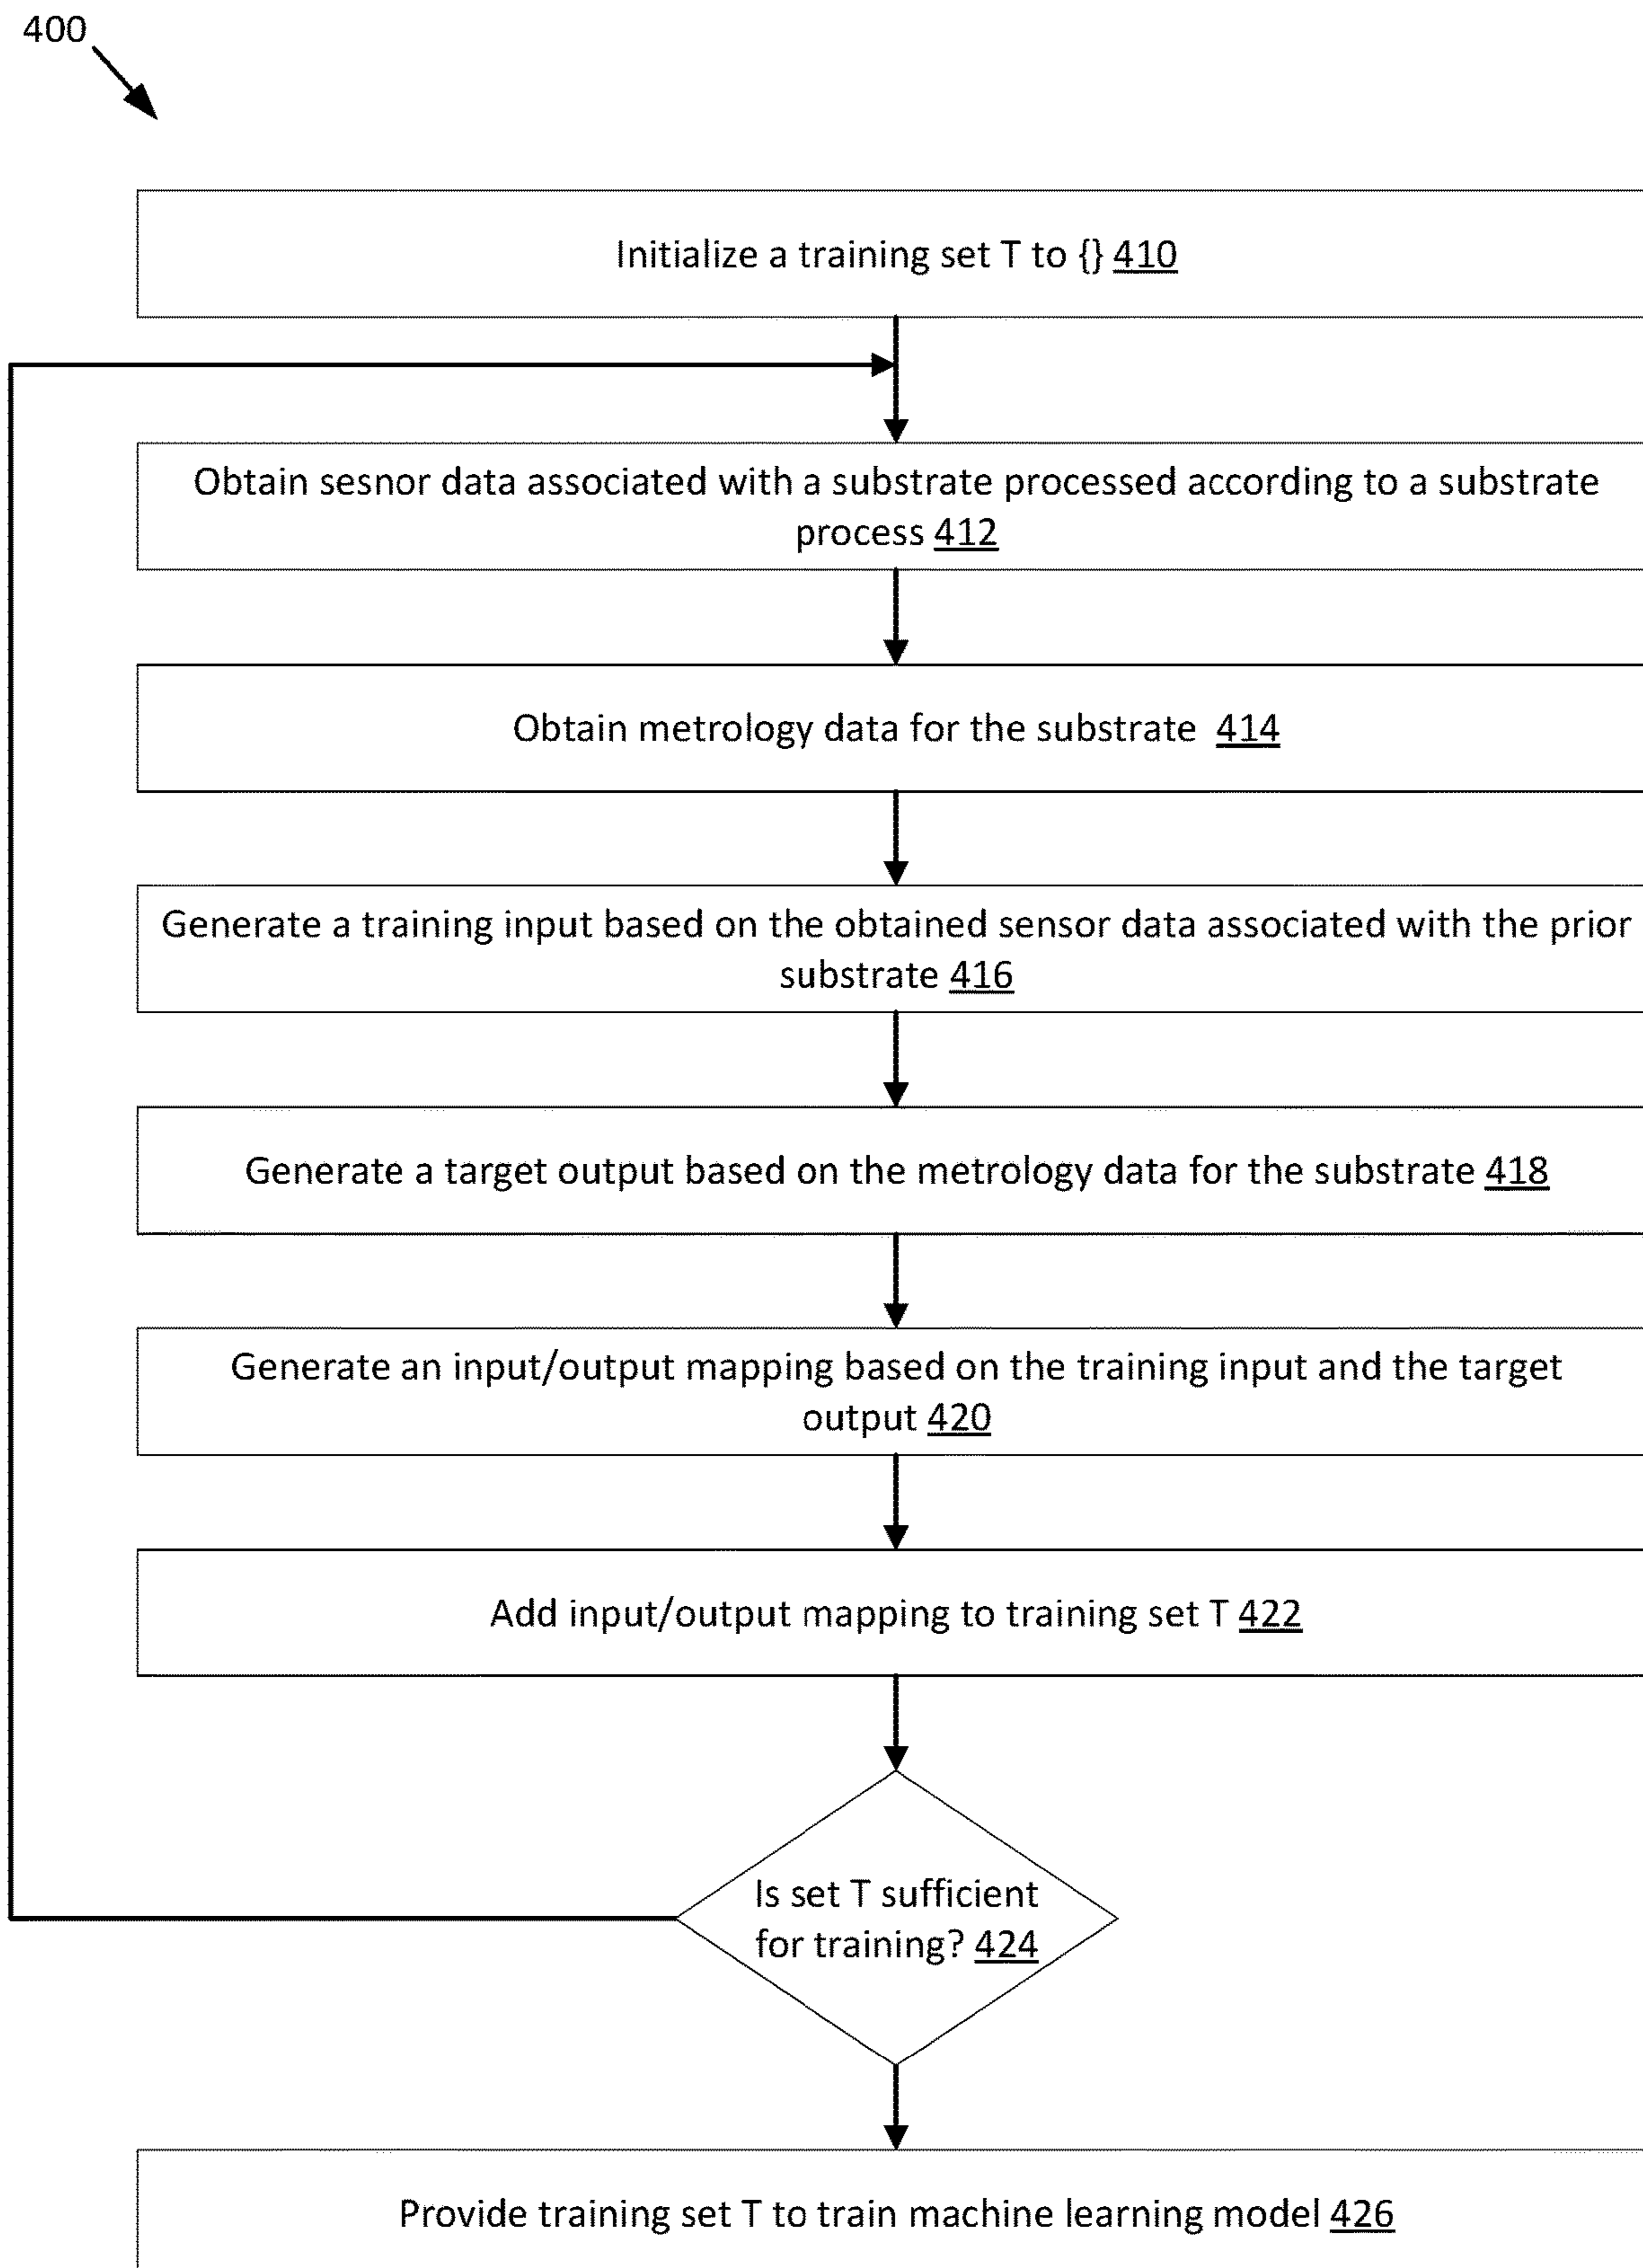 400
Initialize a training set T to {} 410
Obtain sesnor data associated with a substrate processed according to a substrate
process 412
Obtain metrology data for the substrate 414
Generate a training input based on the obtained sensor data associated with the prior
substrate 416
Generate a target output based on the metrology data for the substrate 418
Generate an input/output mapping based on the training input and the target
output 420
Add input/output mapping to training set T 422
Is set T sufficient
for training? 424
Provide training set T to train machine learning model 426